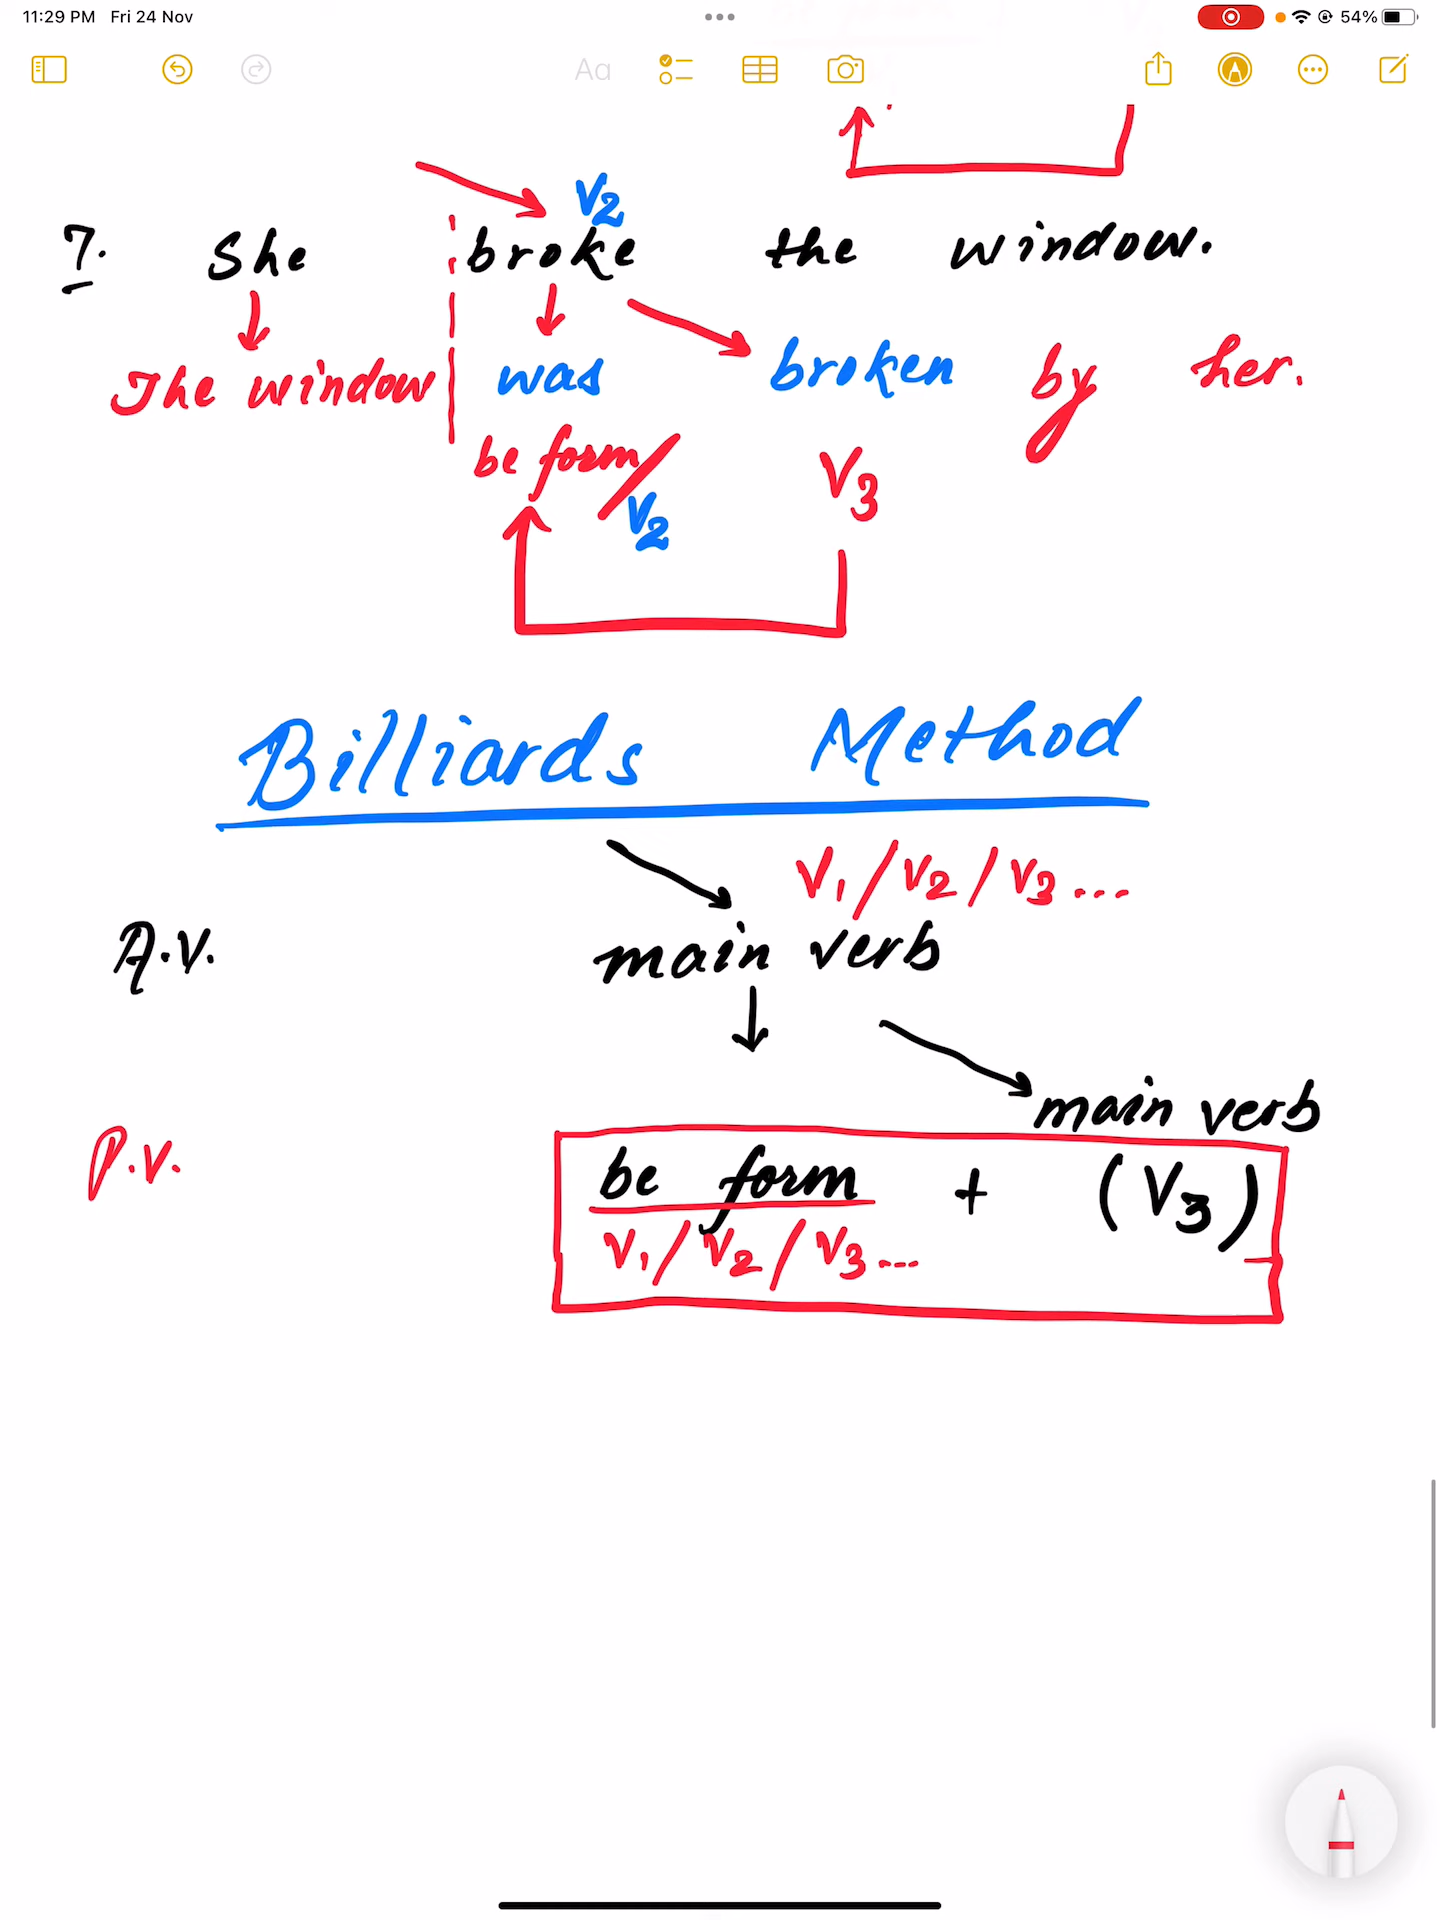 11:29 PM Fri 24 Nov
54%
Aa
V2
7. She broke the window.
The window was broken by her.
be form/V2 V3
Billiards Method
V1/V2/V3...
A.V. main verb
main verb
P.V. be form + (V3)
V1/V2/V3...